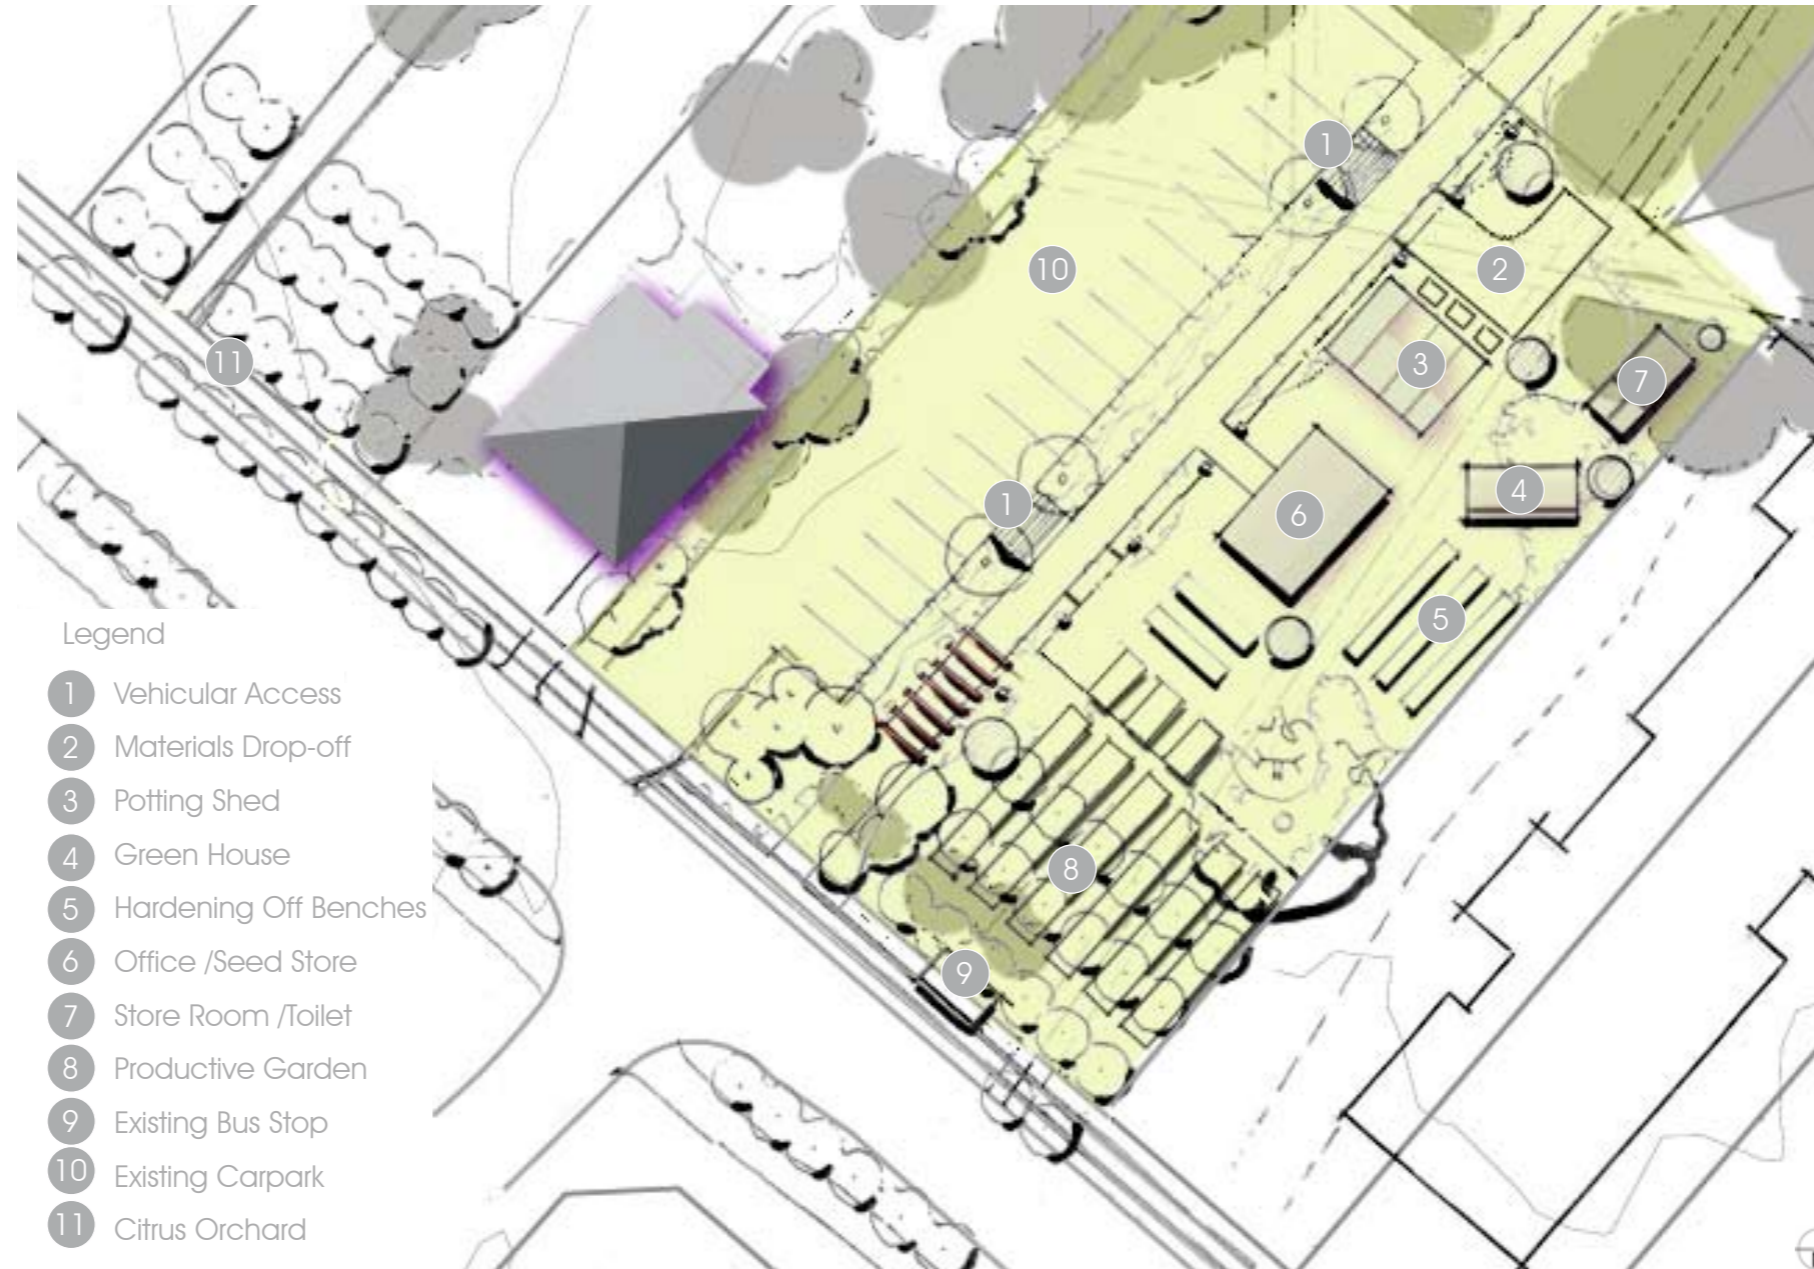 1
10
2
11
3
7
1
4
6
5
Legend
1 Vehicular Access
2 Materials Drop-off
3 Potting Shed
4 Green House
5 Hardening Off Benches
6 Office /Seed Store
7 Store Room /Toilet
8 Productive Garden
9 Existing Bus Stop
10 Existing Carpark
11 Citrus Orchard
8
9